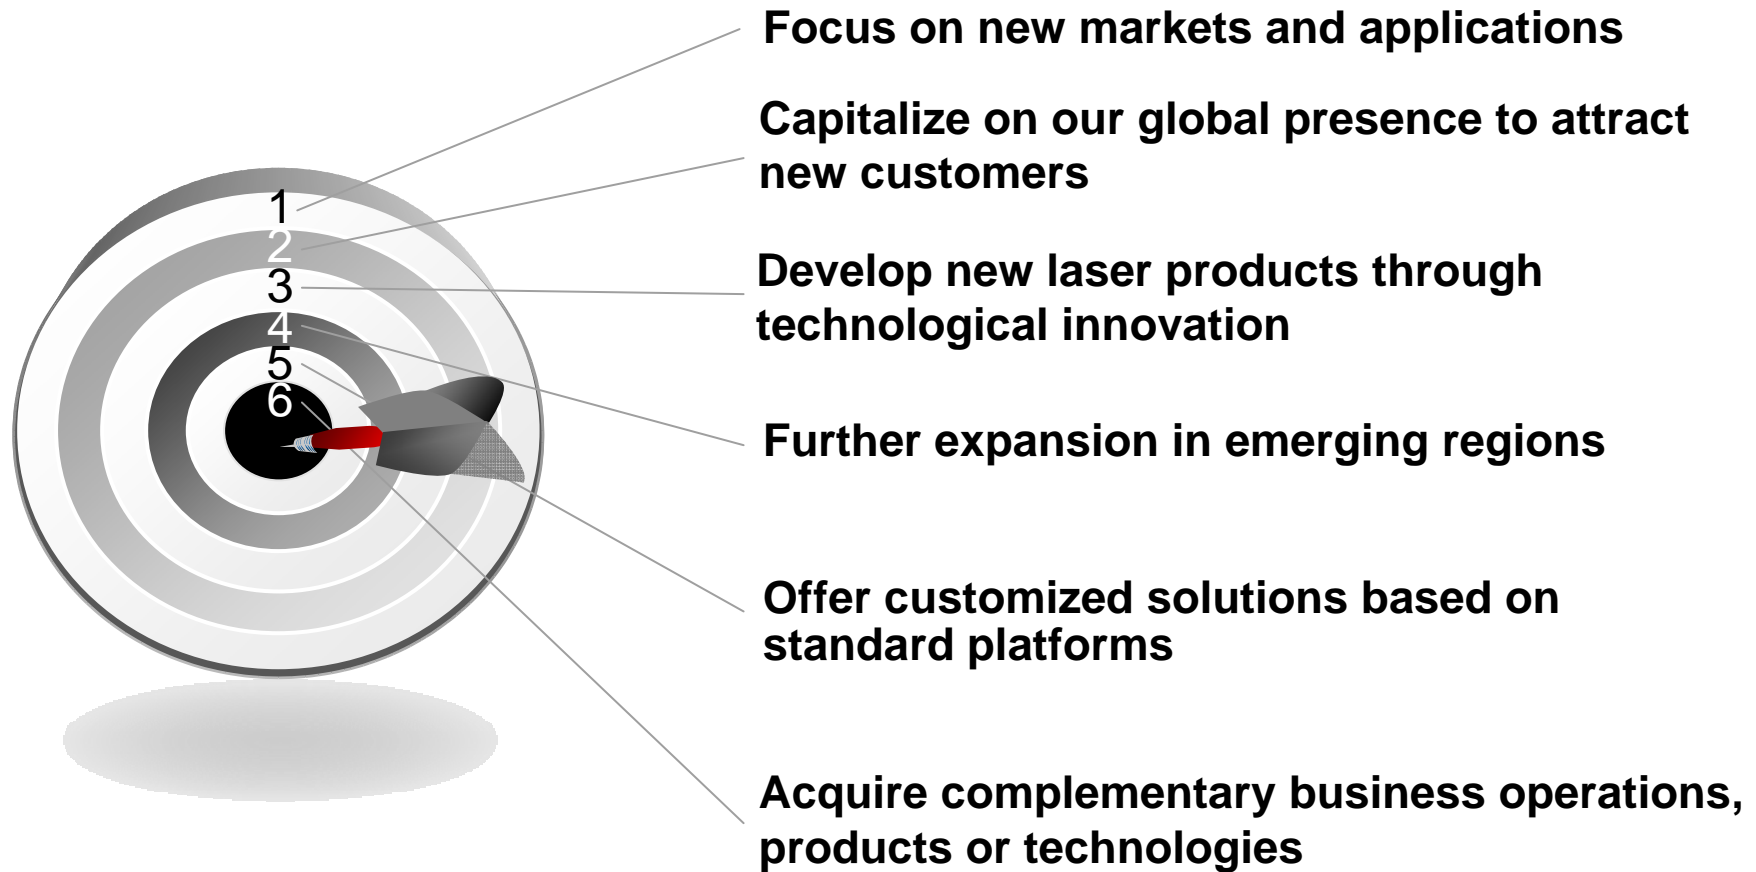 Focus on new markets and applications
Capitalize on our global presence to attract
new customers
1
2
3
4
5
6
Develop new laser products through
technological innovation
Further expansion in emerging regions
Offer customized solutions based on
standard platforms
Acquire complementary business operations,
products or technologies